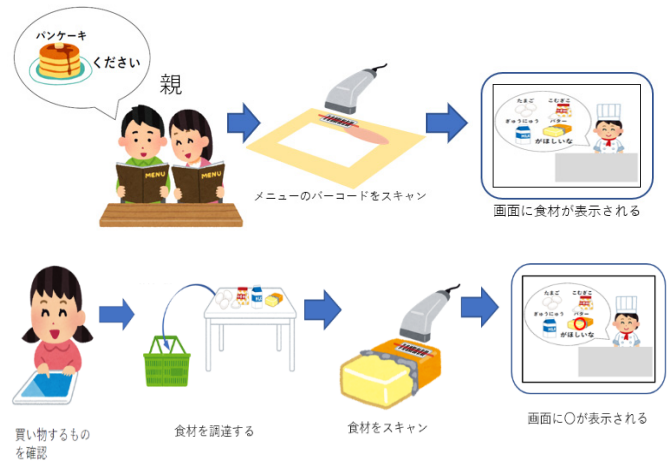 パンケーキ
ください
親
MENU
MENU
メニューのバーコードをスキャン
たまご
こむぎこ
ぎゅうにゅう
バター
がほしいな
画面に食材が表示される
買い物するもの
を確認
食材を調達する
食材をスキャン
たまご
こむぎこ
ぎゅうにゅう
バター
がほしいな
画面に〇が表示される